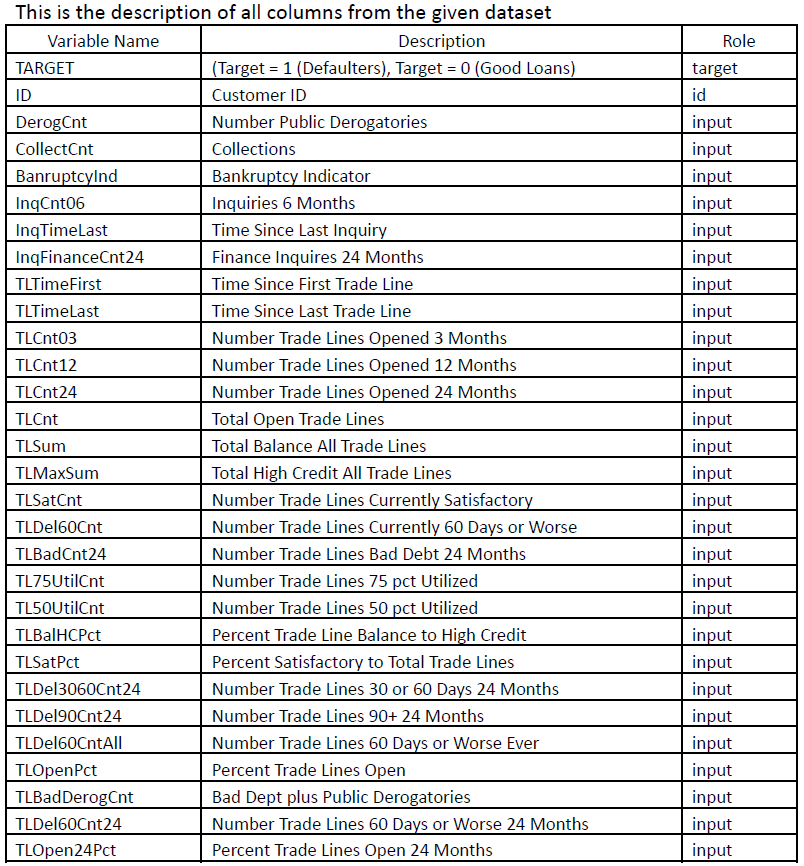 This is the description of all columns from the given dataset
Variable Name Description Role
TARGET (Target = 1 (Defaulters), Target = 0 (Good Loans) target
ID Customer ID id
DerogCnt Number Public Derogatories input
CollectCnt Collections input
BanruptcyInd Bankruptcy Indicator input
InqCnt06 Inquiries 6 Months input
InqTimeLast Time Since Last Inquiry input
InqFinanceCnt24 Finance Inquires 24 Months input
TLTimeFirst Time Since First Trade Line input
TLTimeLast Time Since Last Trade Line input
TLCnt03 Number Trade Lines Opened 3 Months input
TLCnt12 Number Trade Lines Opened 12 Months input
TLCnt24 Number Trade Lines Opened 24 Months input
TLCnt Total Open Trade Lines input
TLSum Total Balance All Trade Lines input
TLMaxSum Total High Credit All Trade Lines input
TLSatCnt Number Trade Lines Currently Satisfactory input
TLDel60Cnt Number Trade Lines Currently 60 Days or Worse input
TLBadCnt24 Number Trade Lines Bad Debt 24 Months input
TL75UtilCnt Number Trade Lines 75 pct Utilized input
TL50UtilCnt Number Trade Lines 50 pct Utilized input
TLBalHCPct Percent Trade Line Balance to High Credit input
TLSatPct Percent Satisfactory to Total Trade Lines input
TLDel3060Cnt24 Number Trade Lines 30 or 60 Days 24 Months input
TLDel90Cnt24 Number Trade Lines 90+ 24 Months input
TLDel60CntAll Number Trade Lines 60 Days or Worse Ever input
TLOpenPct Percent Trade Lines Open input
TLBadDerogCnt Bad Dept plus Public Derogatories input
TLDel60Cnt24 Number Trade Lines 60 Days or Worse 24 Months input
TLOpen24Pct Percent Trade Lines Open 24 Months input